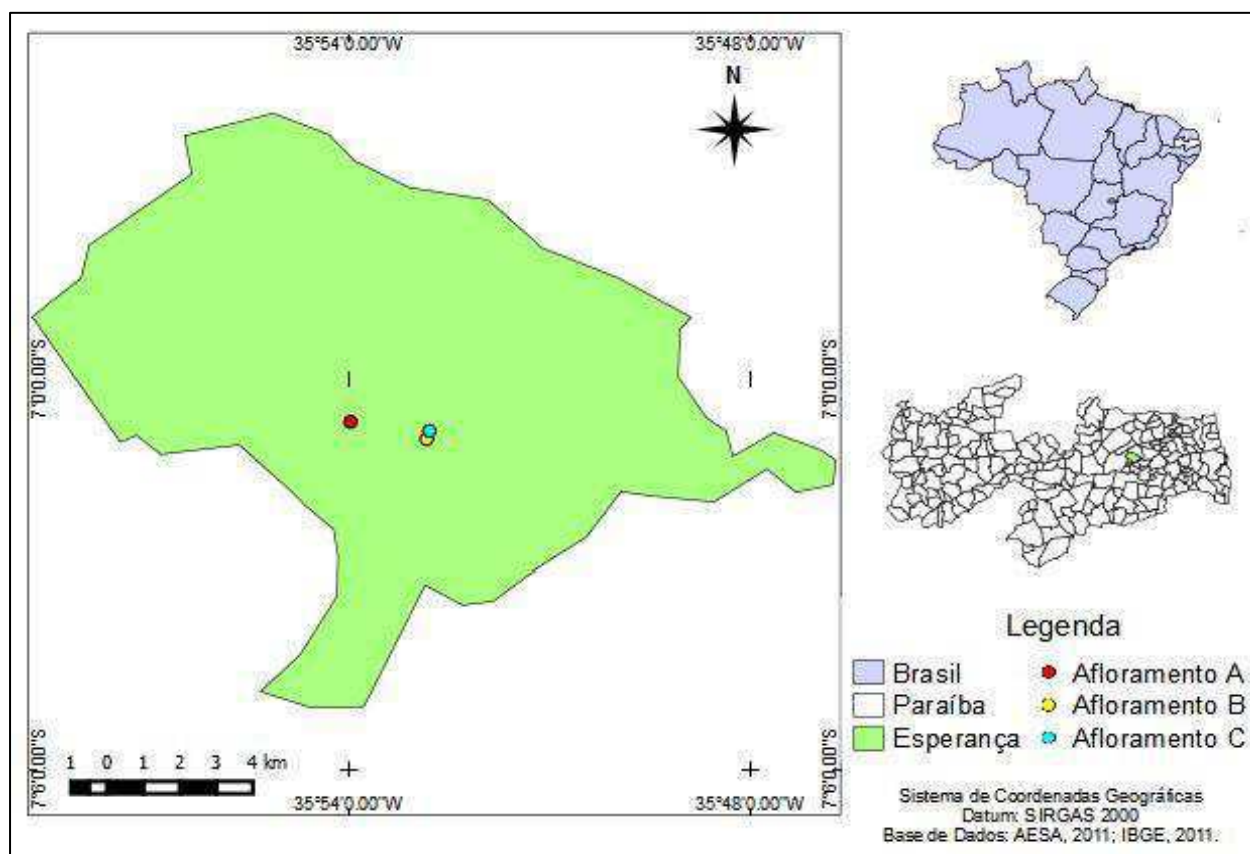 35°54'0.00"W 35°48'0.00"W
N
7°0'0.00"S 7°0'0.00"S
7°6'0.00"S 7°6'0.00"S
1 0 1 2 3 4 km
35°54'0.00"W 35°48'0.00"W
Legenda
Brasil Afloramento A
Paraíba Afloramento B
Esperança Afloramento C
Sistema de Coordenadas Geográficas
Datum: SIRGAS 2000
Base de Dados: AESA, 2011; IBGE, 2011.